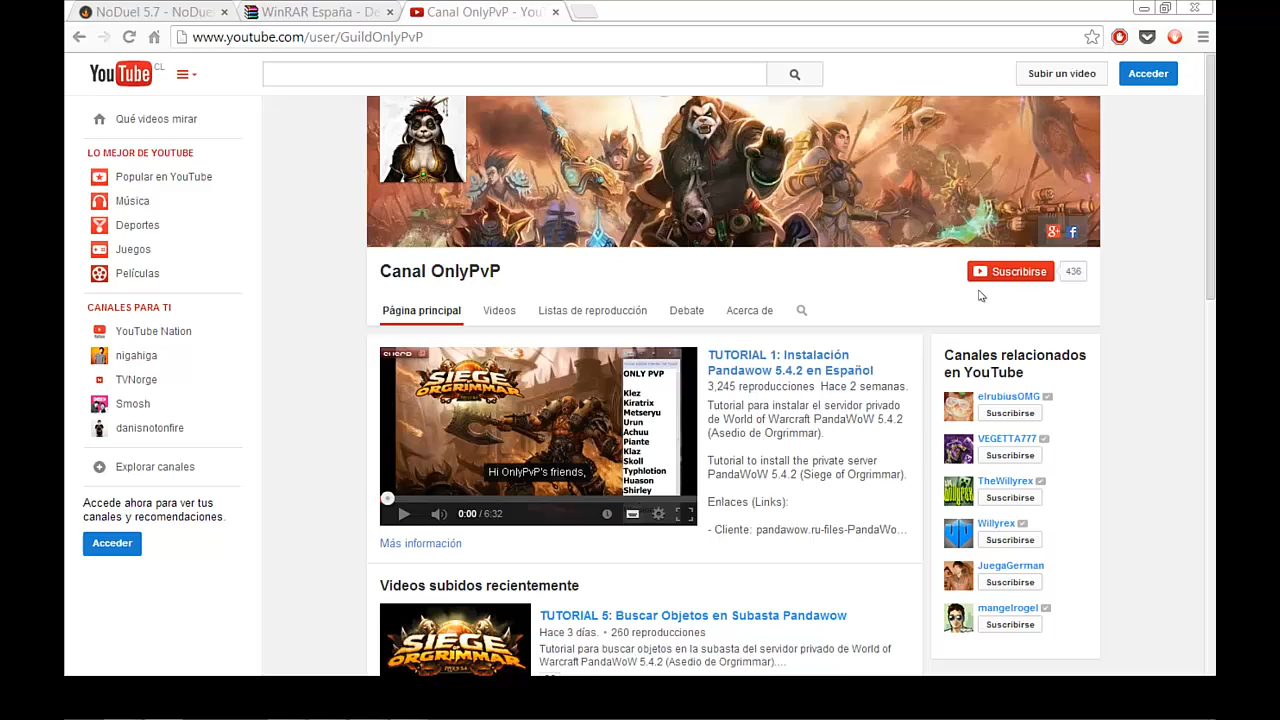 NoDuel 5.7 - NoDuel
WinRAR España - De
Canal OnlyPvP - YouT
www.youtube.com/user/GuildOnlyPvP
YouTube CL
Subir un video
Acceder
Qué videos mirar
LO MEJOR DE YOUTUBE
Popular en YouTube
Música
Deportes
Juegos
Películas
CANALES PARA TI
YouTube Nation
nigahiga
TVNorge
Smosh
danisnotonfire
Explorar canales
Accede ahora para ver tus
canales y recomendaciones.
Acceder
Canal OnlyPvP
Suscribirse
436
Página principal
Videos
Listas de reproducción
Debate
Acerca de
SUSCR
SIEGE
OF
ORGRIMMAR
ONLY PVP
Klez
Kiratrix
Metseryu
Urun
Achuu
Piante
Klaz
Skoll
Typhlotion
Huason
Shirley
Hi OnlyPvP's friends,
0:00 / 6:32
Más información
TUTORIAL 1: Instalación
Pandawow 5.4.2 en Español
3,245 reproducciones Hace 2 semanas.
Tutorial para instalar el servidor privado
de World of Warcraft PandaWoW 5.4.2
(Asedio de Orgrimmar).
Tutorial to install the private server
PandaWoW 5.4.2 (Siege of Orgrimmar).
Enlaces (Links):
- Cliente: pandawow.ru-files-PandaWo...
Videos subidos recientemente
SIEGE
OF
ORGRIMMAR
TUTORIAL 5: Buscar Objetos en Subasta Pandawow
Hace 3 días. • 260 reproducciones
Tutorial para buscar objetos en la subasta del servidor privado de World of
Warcraft PandaWoW 5.4.2 (Asedio de Orgrimmar)....
Canales relacionados
en YouTube
elrubiusOMG
Suscribirse
VEGETTA777
Suscribirse
TheWillyrex
Suscribirse
Willyrex
Suscribirse
JuegaGerman
Suscribirse
mangelrogel
Suscribirse